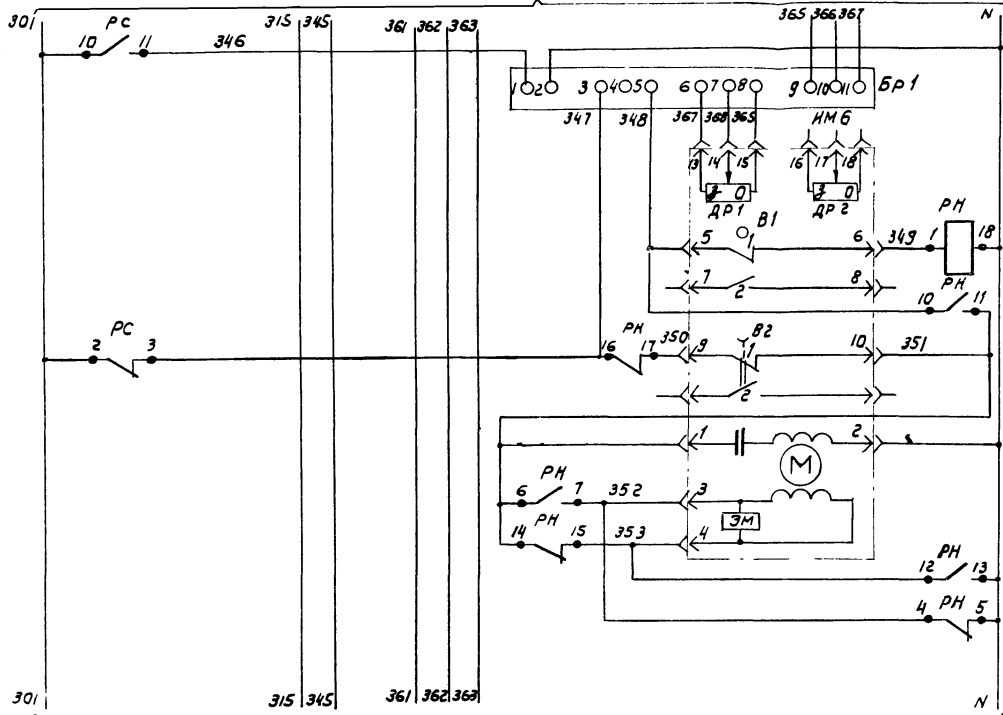 301 315 345 361 362 363 365 366 367 N
10 РС 11 346
1 2 3 4 5 6 7 8 9 10 11 Бр1
347 348 367 368 365 ИМ6
13 14 15 16 17 18
З О З О
ДР1 ДР2
В1 РН
5 1 6 349 1 18
7 2 8 РН
10 11
РС РН 350 В2
2 3 16 17 9 1 10 351
2
1 2
М
РН
6 7 352 3
РН ЭМ
14 15 353 4
РН
12 13
4 РН 5
301 315 345 361 362 363 N